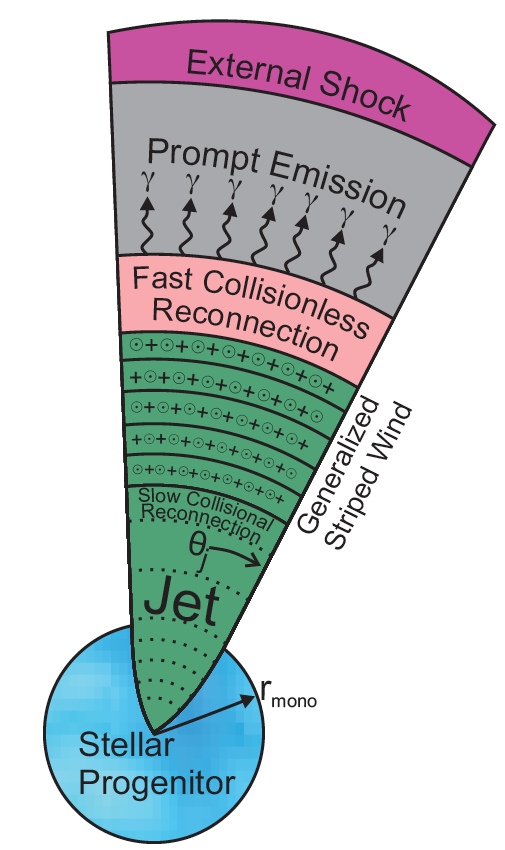 External Shock
Prompt Emission
γ γ γ γ γ γ γ
Fast Collisionless
Reconnection
Generalized
Striped Wind
Slow Collisional
Reconnection
θj
Jet
rmono
Stellar
Progenitor